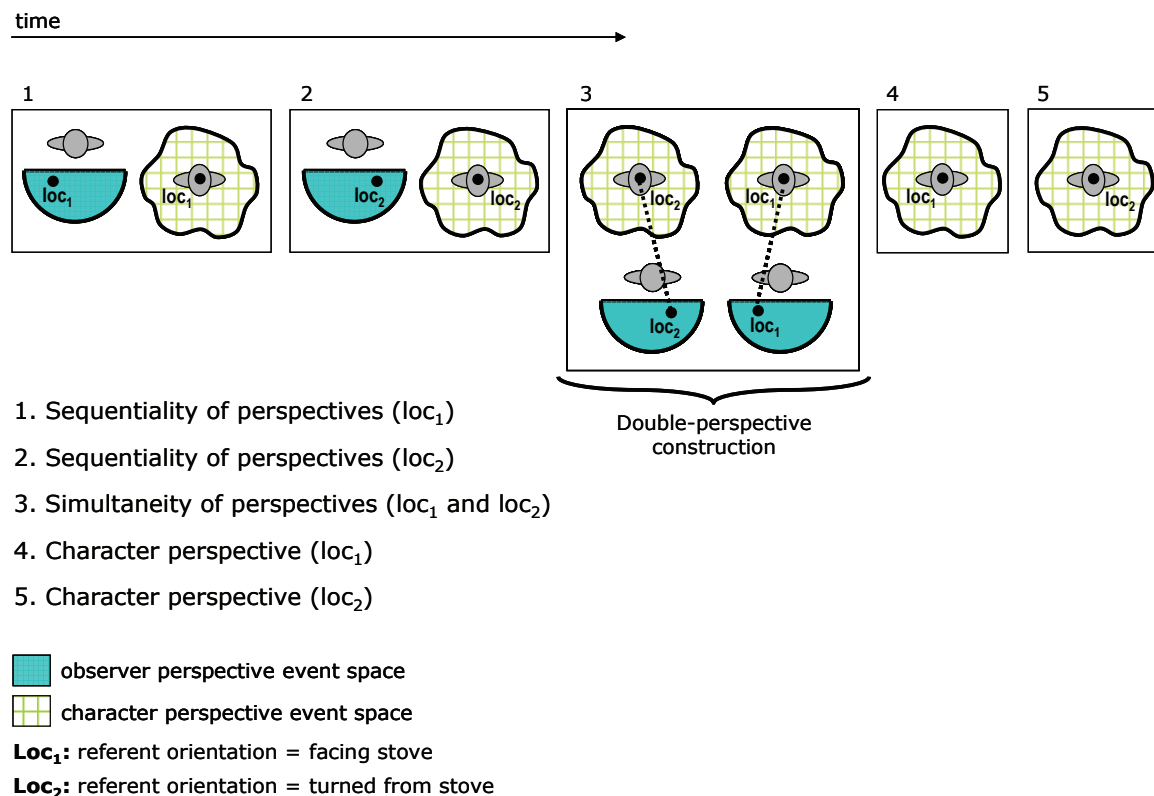 time
1 2 3 4 5
loc₁ loc₁ loc₂ loc₂ loc₂ loc₁ loc₁ loc₂
loc₂ loc₁
Double-perspective
construction
1. Sequentiality of perspectives (loc₁)
2. Sequentiality of perspectives (loc₂)
3. Simultaneity of perspectives (loc₁ and loc₂)
4. Character perspective (loc₁)
5. Character perspective (loc₂)
observer perspective event space
character perspective event space
Loc₁: referent orientation = facing stove
Loc₂: referent orientation = turned from stove